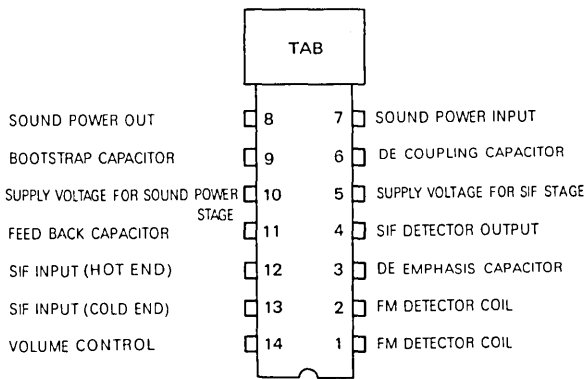 TAB
SOUND POWER OUT 8 7 SOUND POWER INPUT
BOOTSTRAP CAPACITOR 9 6 DE COUPLING CAPACITOR
SUPPLY VOLTAGE FOR SOUND POWER 10 5 SUPPLY VOLTAGE FOR SIF STAGE
STAGE
FEED BACK CAPACITOR 11 4 SIF DETECTOR OUTPUT
SIF INPUT (HOT END) 12 3 DE EMPHASIS CAPACITOR
SIF INPUT (COLD END) 13 2 FM DETECTOR COIL
VOLUME CONTROL 14 1 FM DETECTOR COIL